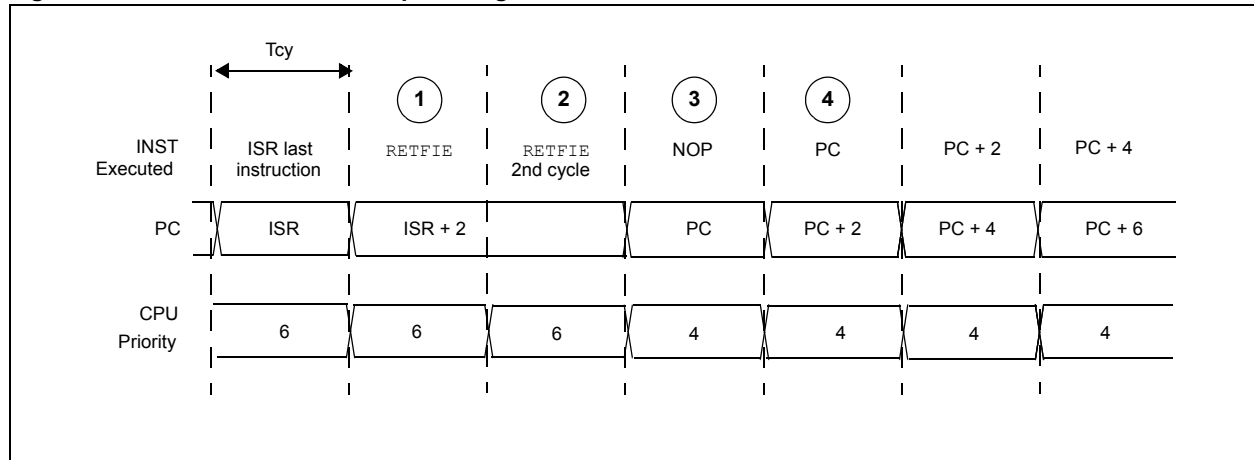 Tcy
1 2 3 4
INST Executed
ISR last instruction
RETFIE
RETFIE 2nd cycle
NOP
PC
PC + 2
PC + 4
PC ISR ISR + 2 PC PC + 2 PC + 4 PC + 6
CPU Priority 6 6 6 4 4 4 4